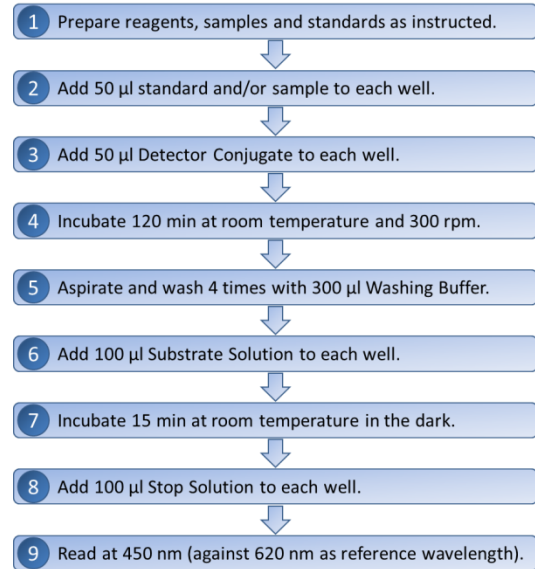 1 Prepare reagents, samples and standards as instructed.
2 Add 50 µl standard and/or sample to each well.
3 Add 50 µl Detector Conjugate to each well.
4 Incubate 120 min at room temperature and 300 rpm.
5 Aspirate and wash 4 times with 300 µl Washing Buffer.
6 Add 100 µl Substrate Solution to each well.
7 Incubate 15 min at room temperature in the dark.
8 Add 100 µl Stop Solution to each well.
9 Read at 450 nm (against 620 nm as reference wavelength).